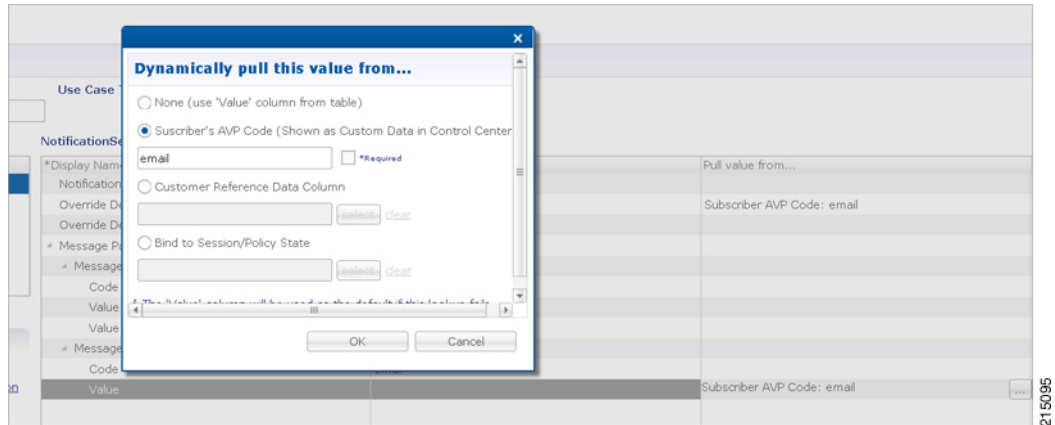 x
Dynamically pull this value from...
Use Case
None (use 'Value' column from table)
Suscriber's AVP Code (Shown as Custom Data in Control Center
NotificationSe
email
*Required
*Display Nam
Pull value from...
Notification
Customer Reference Data Column
Override De
Subscriber AVP Code: email
select clear
Override De
Message Pa
Bind to Session/Policy State
Message
select clear
Code
Value
Value
OK Cancel
Message
Code
on
Value
Subscriber AVP Code: email
...
215095